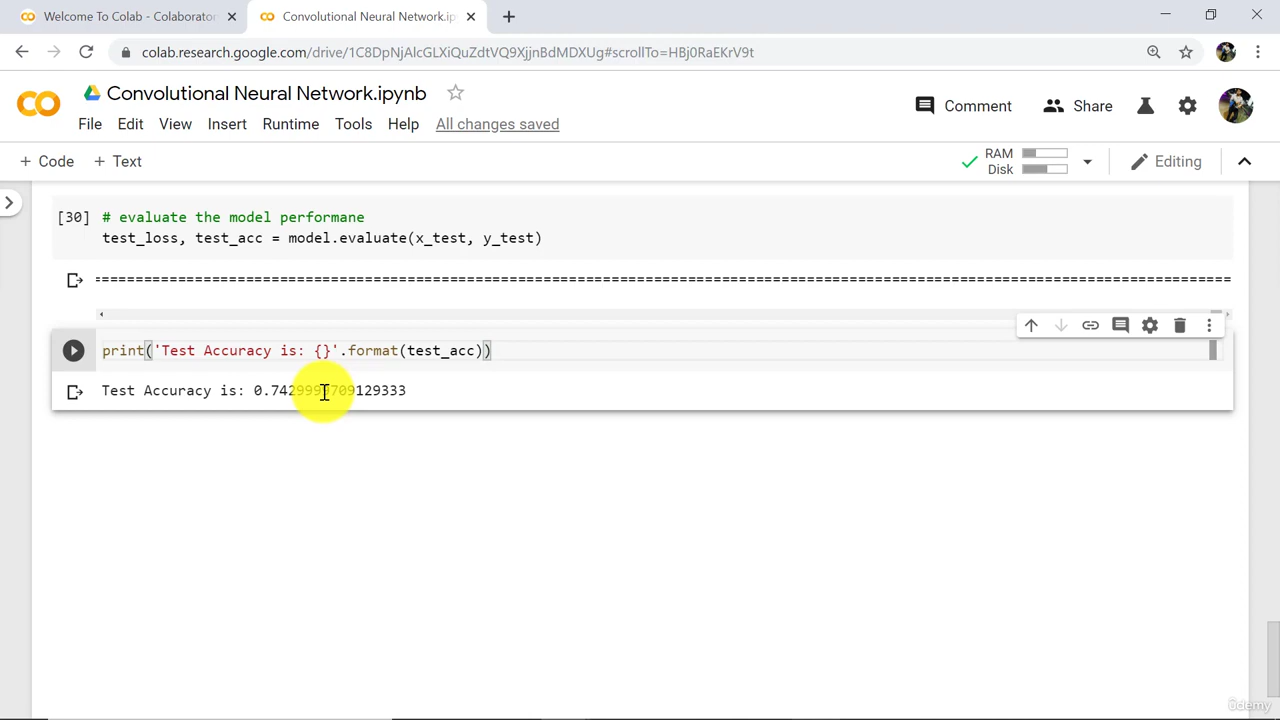 Welcome To Colab - Colaborator
Convolutional Neural Network.ip
colab.research.google.com/drive/1C8DpNjAlcGLXiQuZdtVQ9XjjnBdMDXUg#scrollTo=HBj0RaEKrV9t
Convolutional Neural Network.ipynb
Comment
Share
File Edit View Insert Runtime Tools Help All changes saved
+ Code + Text
RAM
Disk
Editing
[30] # evaluate the model performane
test_loss, test_acc = model.evaluate(x_test, y_test)
================================================================================================================================
print('Test Accuracy is: {}'.format(test_acc))
Test Accuracy is: 0.7429999709129333
ûdemy